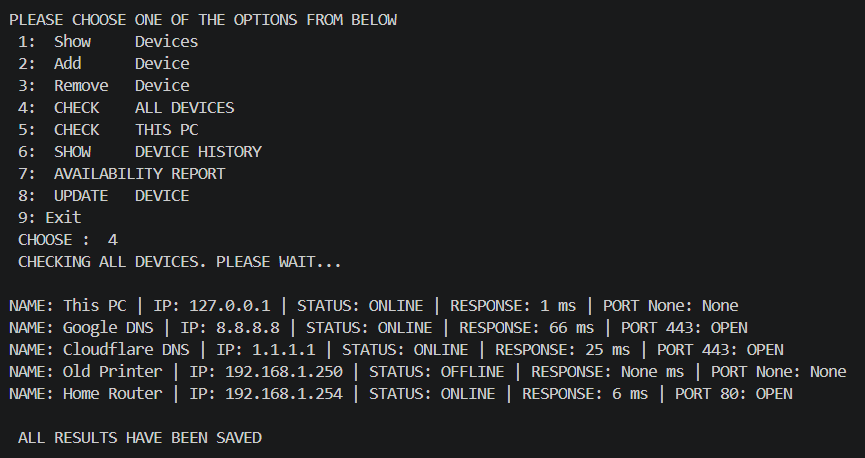 PLEASE CHOOSE ONE OF THE OPTIONS FROM BELOW
1:  Show     Devices
2:  Add      Device
3:  Remove   Device
4:  CHECK    ALL DEVICES
5:  CHECK    THIS PC
6:  SHOW     DEVICE HISTORY
7:  AVAILABILITY REPORT
8:  UPDATE   DEVICE
9: Exit
CHOOSE :  4
CHECKING ALL DEVICES. PLEASE WAIT...
NAME: This PC | IP: 127.0.0.1 | STATUS: ONLINE | RESPONSE: 1 ms | PORT None: None
NAME: Google DNS | IP: 8.8.8.8 | STATUS: ONLINE | RESPONSE: 66 ms | PORT 443: OPEN
NAME: Cloudflare DNS | IP: 1.1.1.1 | STATUS: ONLINE | RESPONSE: 25 ms | PORT 443: OPEN
NAME: Old Printer | IP: 192.168.1.250 | STATUS: OFFLINE | RESPONSE: None ms | PORT None: None
NAME: Home Router | IP: 192.168.1.254 | STATUS: ONLINE | RESPONSE: 6 ms | PORT 80: OPEN
ALL RESULTS HAVE BEEN SAVED